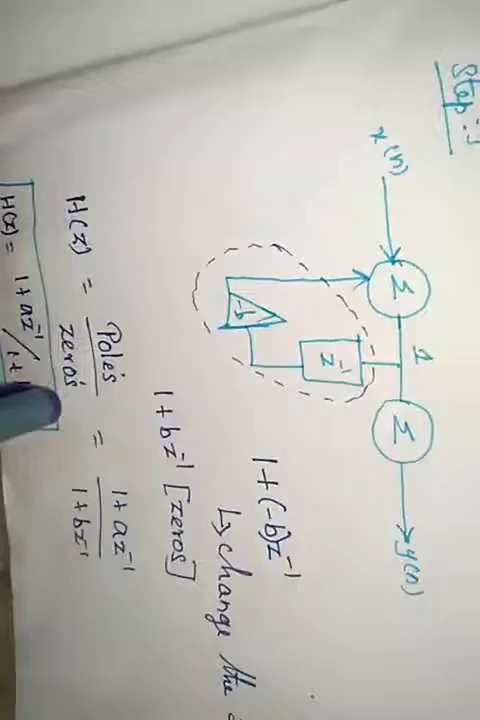 Step:
x(n)
Σ
1
Σ
y(n)
z⁻¹
-b
1+(-b)z⁻¹
↳ change the
1+bz⁻¹ [zeros]
H(z) = Poles / zeros = 1+az⁻¹ / 1+bz⁻¹
H(z) = 1+az⁻¹ / 1+